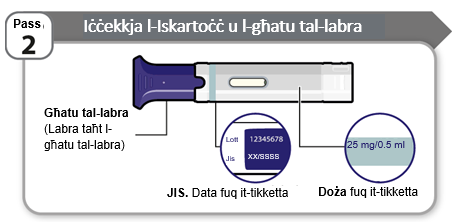 Pass
2
Iċċekkja l-Iskartoċċ u l-għatu tal-labra
Għatu tal-labra
(Labra taħt l-
għatu tal-labra)
Lott 12345678
Jis XX/SSSS
JIS. Data fuq it-tikketta
25 mg/0.5 ml
Doża fuq it-tikketta